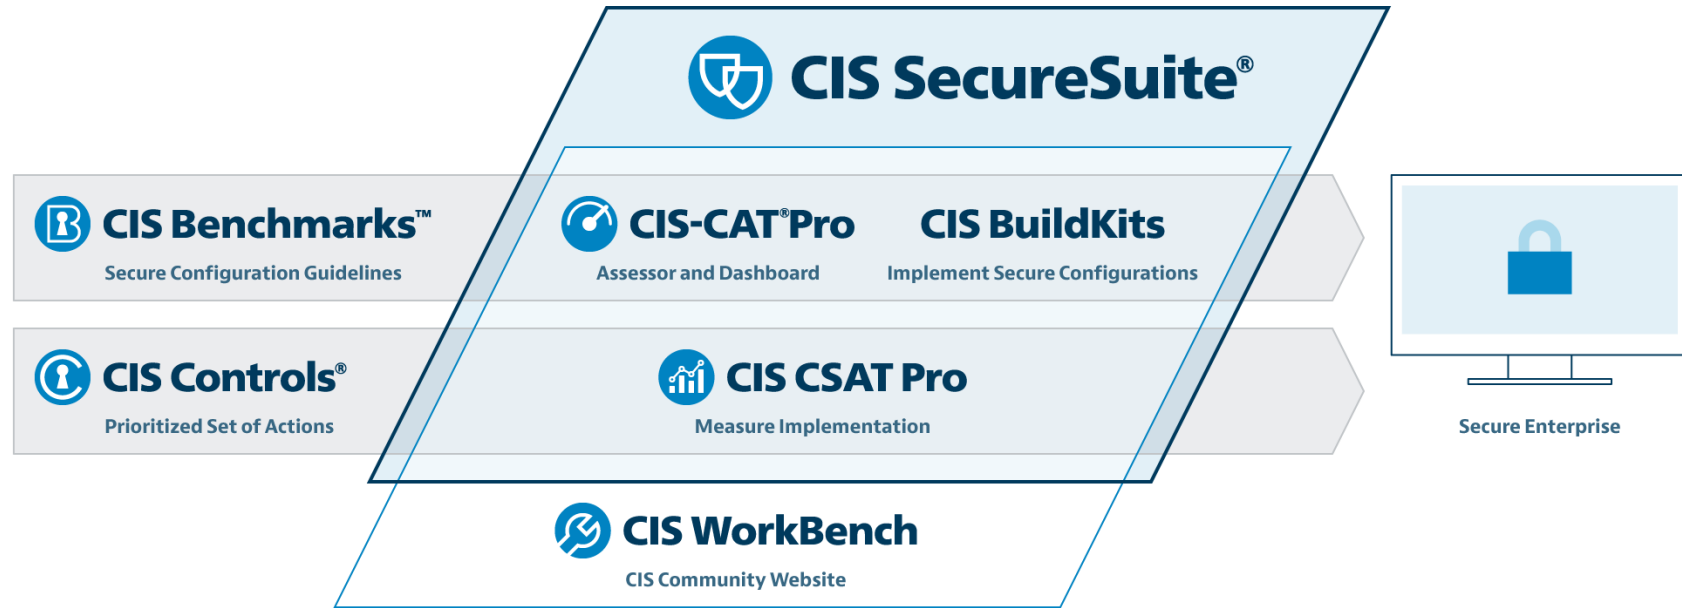 CIS SecureSuite®
CIS Benchmarks™
Secure Configuration Guidelines
CIS-CAT®Pro
Assessor and Dashboard
CIS BuildKits
Implement Secure Configurations
CIS Controls®
Prioritized Set of Actions
CIS CSAT Pro
Measure Implementation
Secure Enterprise
CIS WorkBench
CIS Community Website